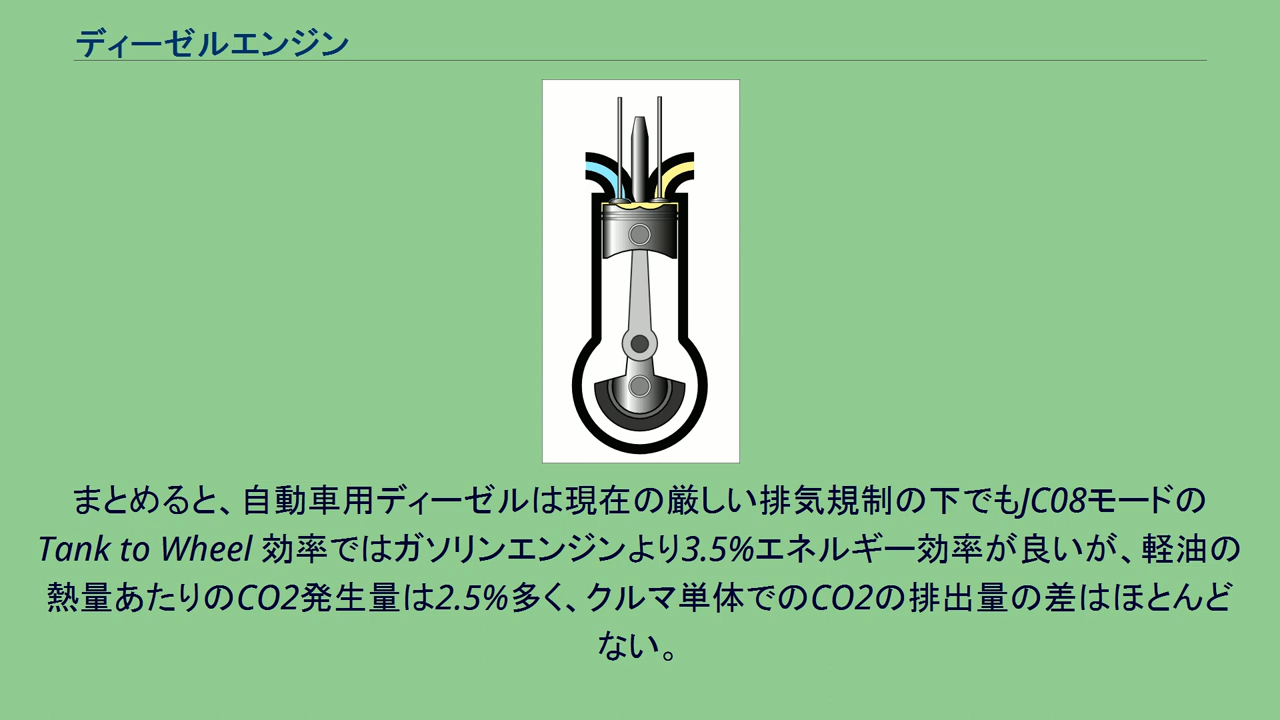 ディーゼルエンジン
まとめると、自動車用ディーゼルは現在の厳しい排気規制の下でもJC08モードの
Tank to Wheel 効率ではガソリンエンジンより3.5%エネルギー効率が良いが、軽油の
熱量あたりのCO2発生量は2.5%多く、クルマ単体でのCO2の排出量の差はほとんど
ない。